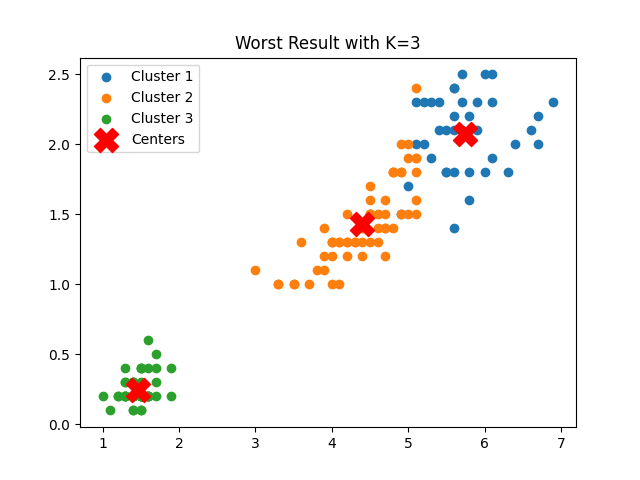 Worst Result with K=3
Cluster 1
Cluster 2
Cluster 3
Centers
2.5
2.0
1.5
1.0
0.5
0.0
1 2 3 4 5 6 7